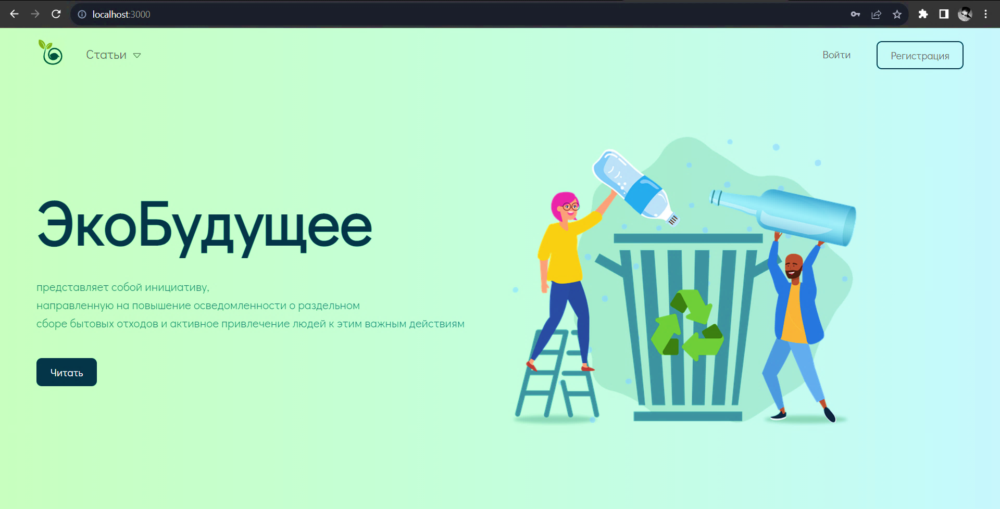 localhost:3000
Статьи
Войти
Регистрация
ЭкоБудущее
представляет собой инициативу,
направленную на повышение осведомленности о раздельном
сборе бытовых отходов и активное привлечение людей к этим важным действиям
Читать